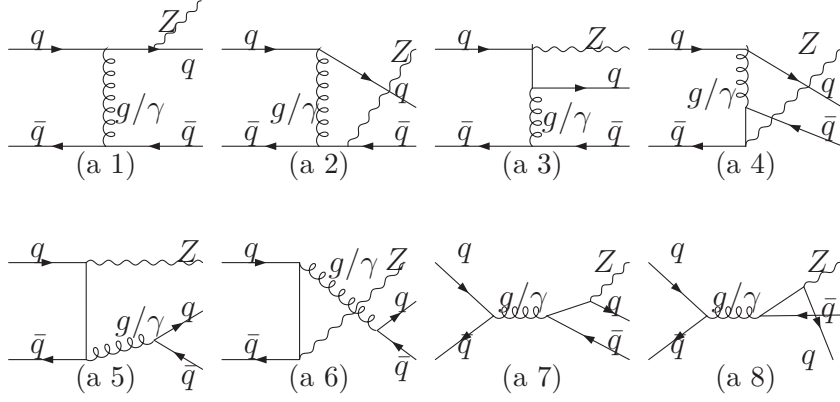 q Z q g/γ q̄ q̄ (a 1)
q Z q g/γ q̄ q̄ (a 2)
q Z q g/γ q̄ q̄ (a 3)
q Z q g/γ q̄ q̄ (a 4)
q Z g/γ q q̄ q̄ (a 5)
q g/γ Z q q̄ q̄ (a 6)
q Z g/γ q q̄ q̄ (a 7)
q Z g/γ q̄ q̄ q (a 8)